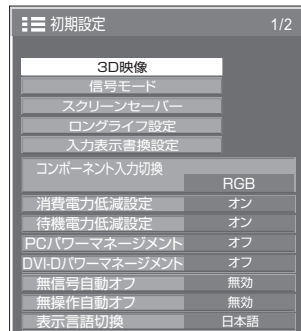 初期設定 1/2
3D映像
信号モード
スクリーンセーバー
ロングライフ設定
入力表示書換設定
コンポーネント入力切換
RGB
消費電力低減設定 オン
待機電力低減設定 オン
PCパワーマネージメント オフ
DVI-Dパワーマネージメント オフ
無信号自動オフ 無効
無操作自動オフ 無効
表示言語切換 日本語